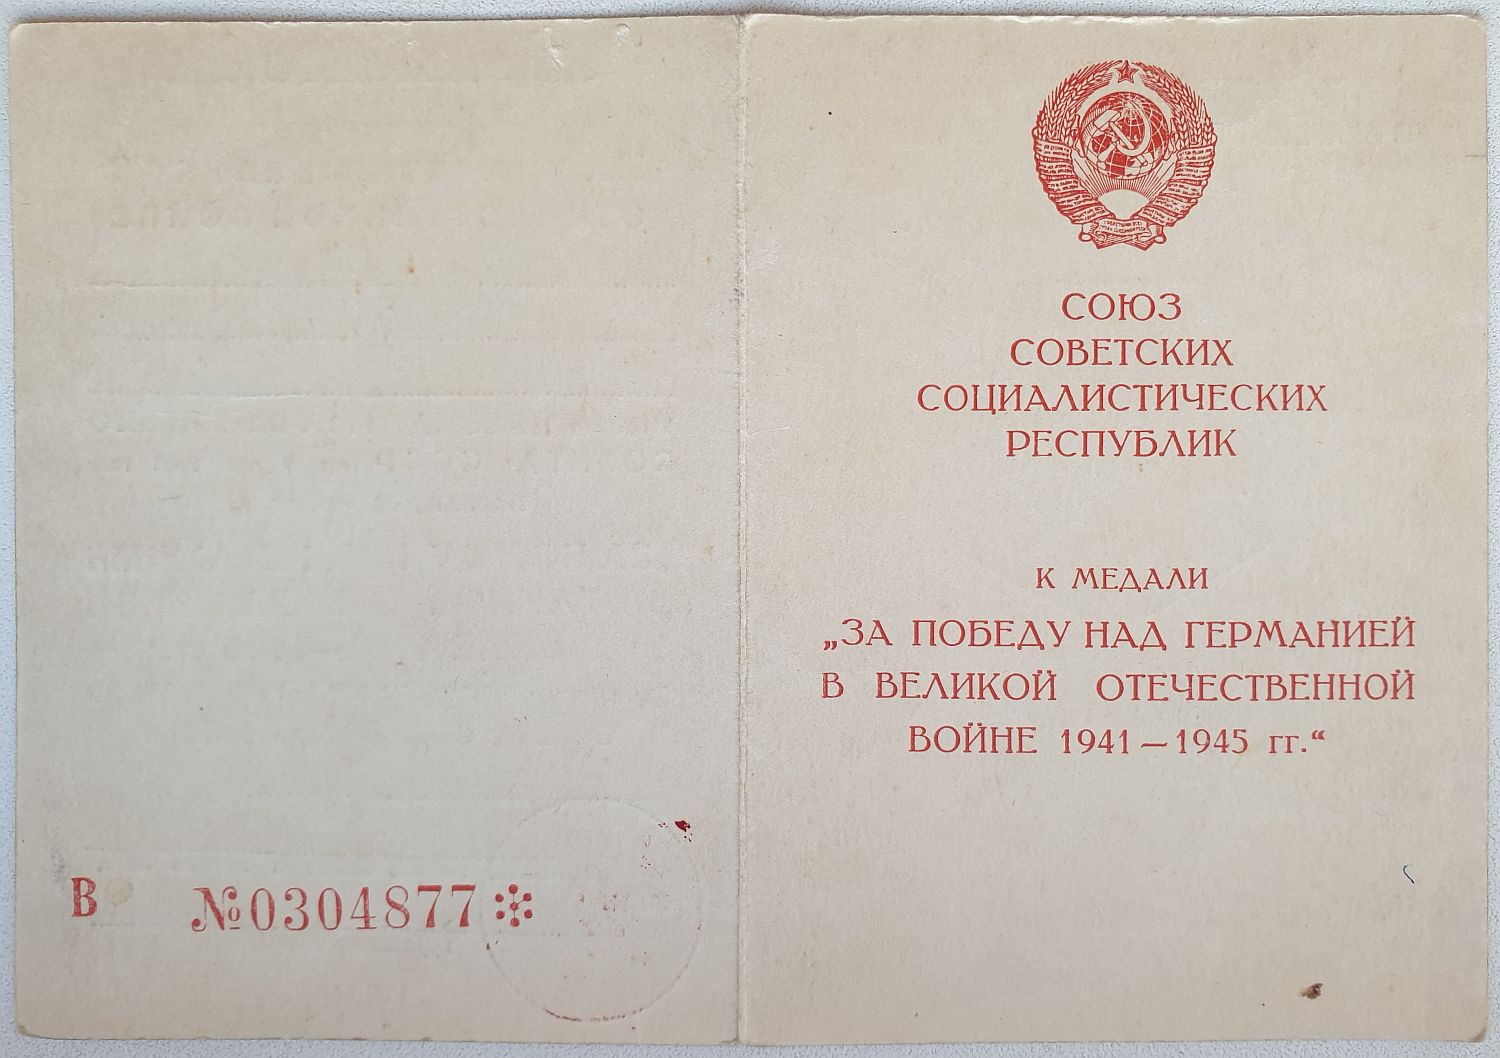 В №0304877
СОЮЗ
СОВЕТСКИХ
СОЦИАЛИСТИЧЕСКИХ
РЕСПУБЛИК
К МЕДАЛИ
„ЗА ПОБЕДУ НАД ГЕРМАНИЕЙ
В ВЕЛИКОЙ ОТЕЧЕСТВЕННОЙ
ВОЙНЕ 1941—1945 гг.“